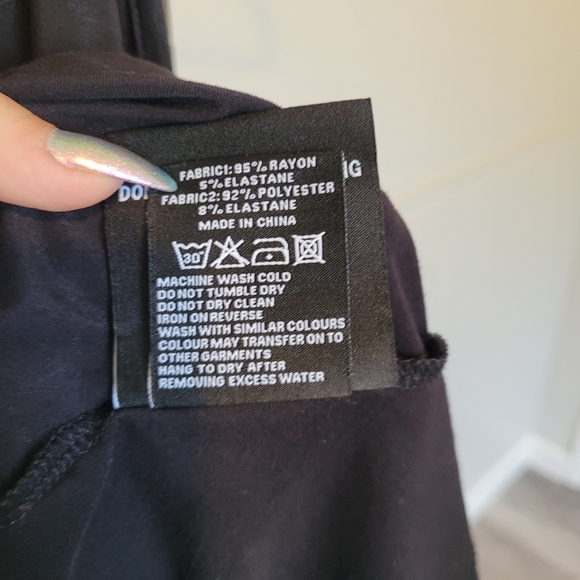 FABRIC1: 95% RAYON
5% ELASTANE
FABRIC2: 92% POLYESTER
8% ELASTANE
MADE IN CHINA
30
MACHINE WASH COLD
DO NOT TUMBLE DRY
DO NOT DRY CLEAN
IRON ON REVERSE
WASH WITH SIMILAR COLOURS
COLOUR MAY TRANSFER ON TO
OTHER GARMENTS
HANG TO DRY AFTER
REMOVING EXCESS WATER